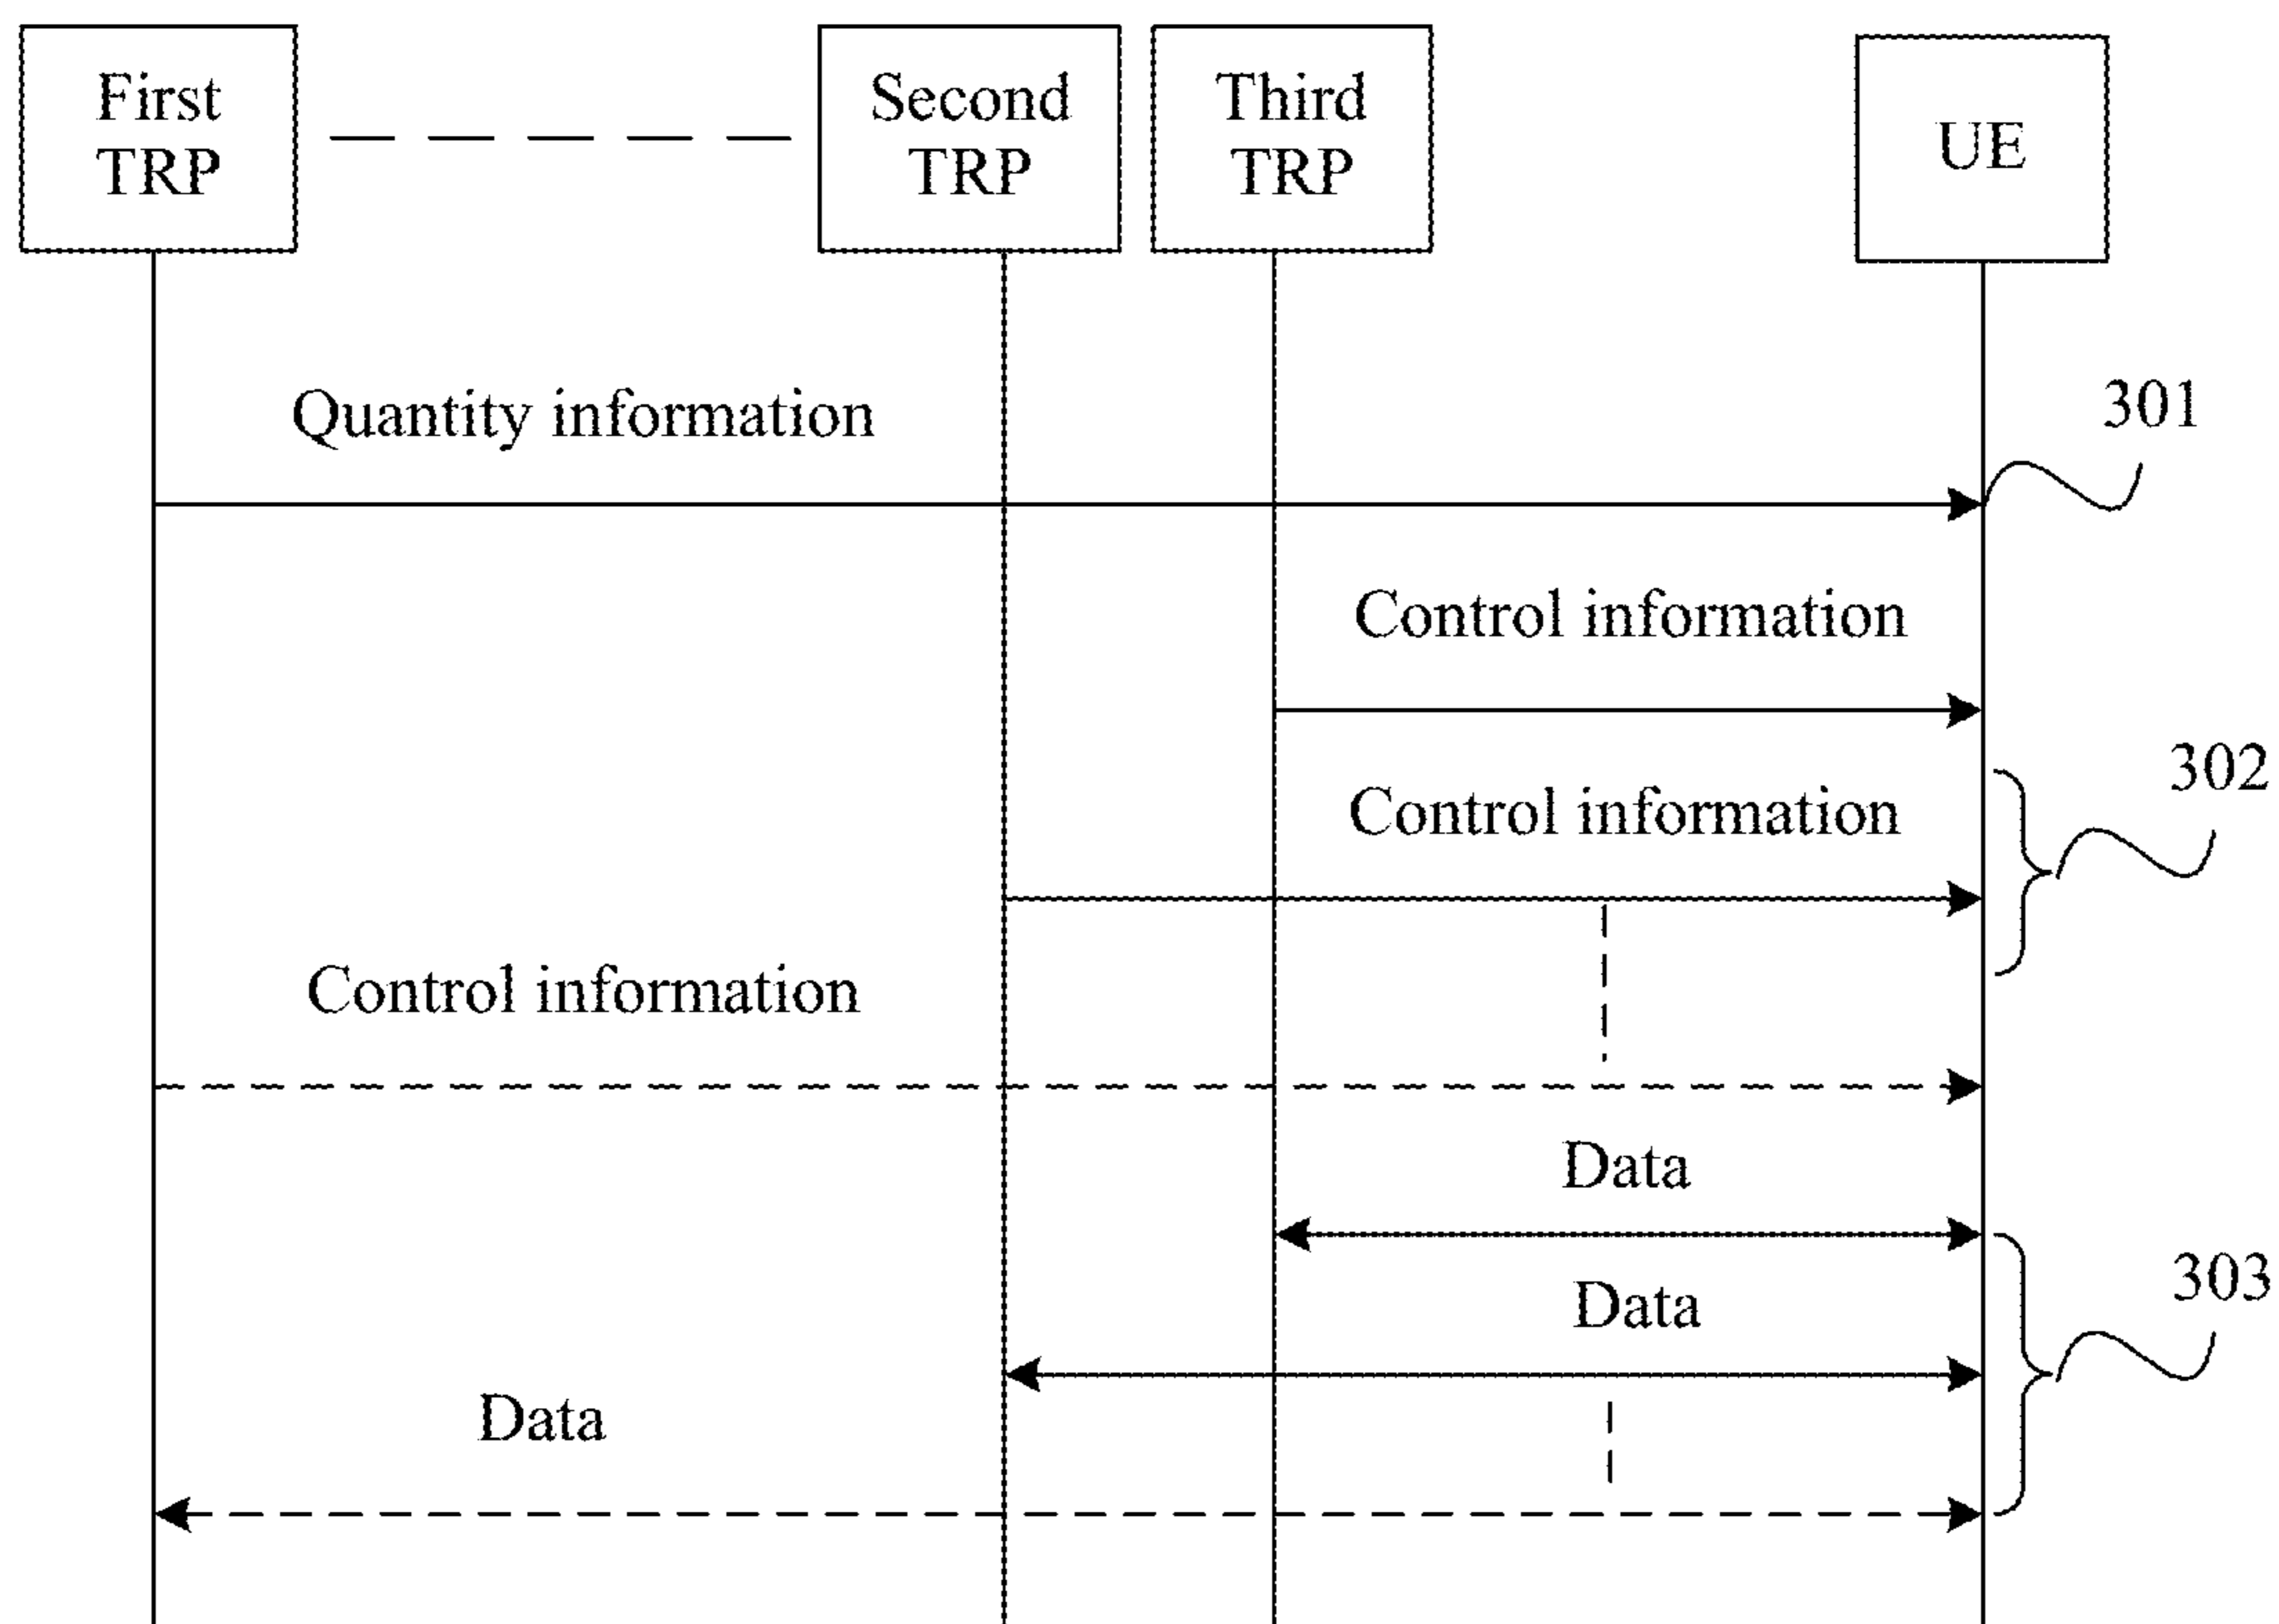 First
TRP
Second
TRP
Third
TRP
UE
Quantity information
301
Control information
302
Control information
Control information
Data
303
Data
Data